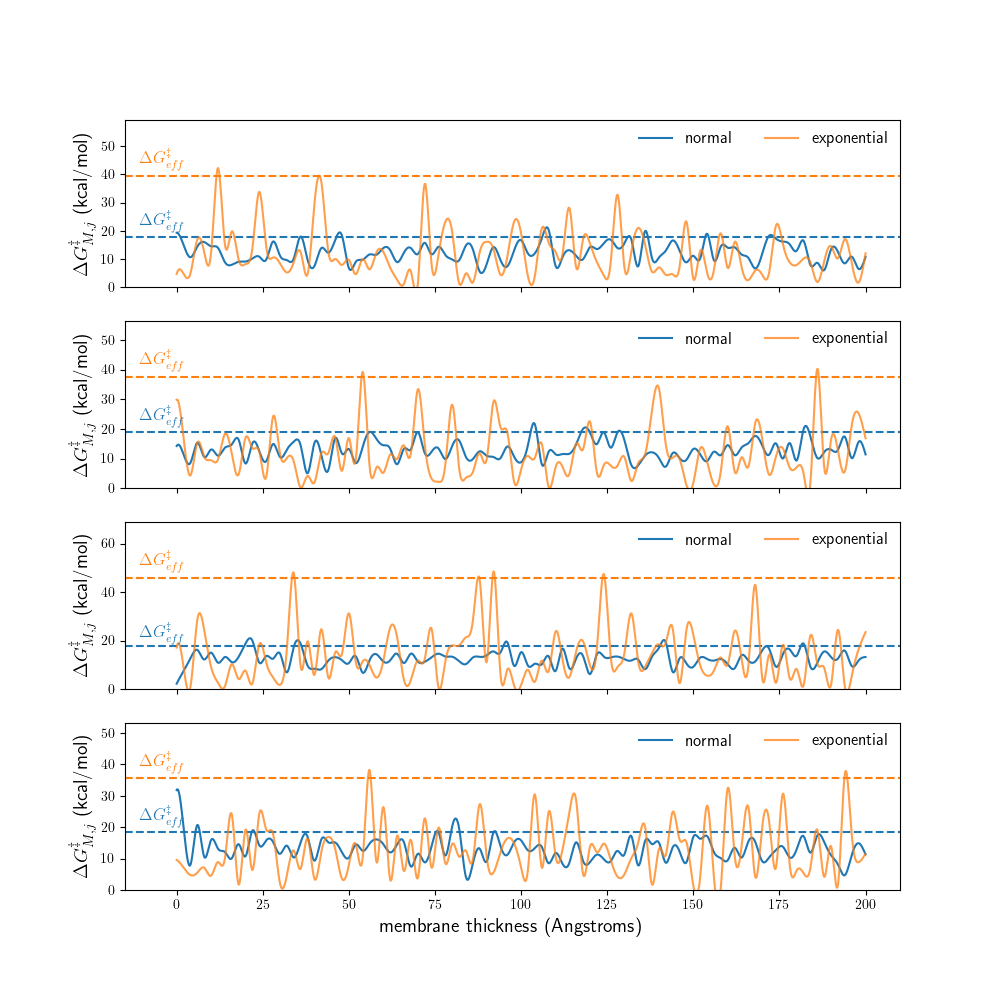 normal exponential
50
40
30
20
10
0
ΔG‡eff
ΔG‡eff
ΔG‡M,j (kcal/mol)
normal exponential
50
40
30
20
10
0
ΔG‡eff
ΔG‡eff
ΔG‡M,j (kcal/mol)
normal exponential
60
40
20
0
ΔG‡eff
ΔG‡eff
ΔG‡M,j (kcal/mol)
normal exponential
50
40
30
20
10
0
ΔG‡eff
ΔG‡eff
ΔG‡M,j (kcal/mol)
0 25 50 75 100 125 150 175 200
membrane thickness (Angstroms)